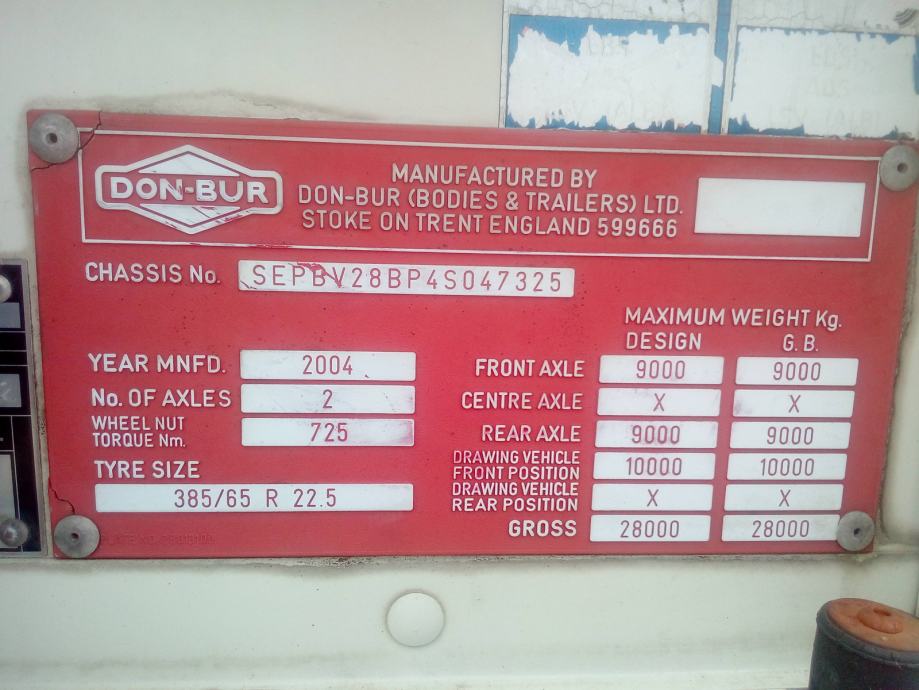 DON-BUR
MANUFACTURED BY
DON-BUR (BODIES & TRAILERS) LTD.
STOKE ON TRENT ENGLAND 599666
CHASSIS No. SEPBV28BP4S047325
MAXIMUM WEIGHT Kg.
DESIGN G. B.
YEAR MNFD. 2004
No. OF AXLES 2
WHEEL NUT
TORQUE Nm. 725
TYRE SIZE
385/65 R 22.5
FRONT AXLE 9000 9000
CENTRE AXLE X X
REAR AXLE 9000 9000
DRAWING VEHICLE
FRONT POSITION 10000 10000
DRAWING VEHICLE
REAR POSITION X X
GROSS 28000 28000